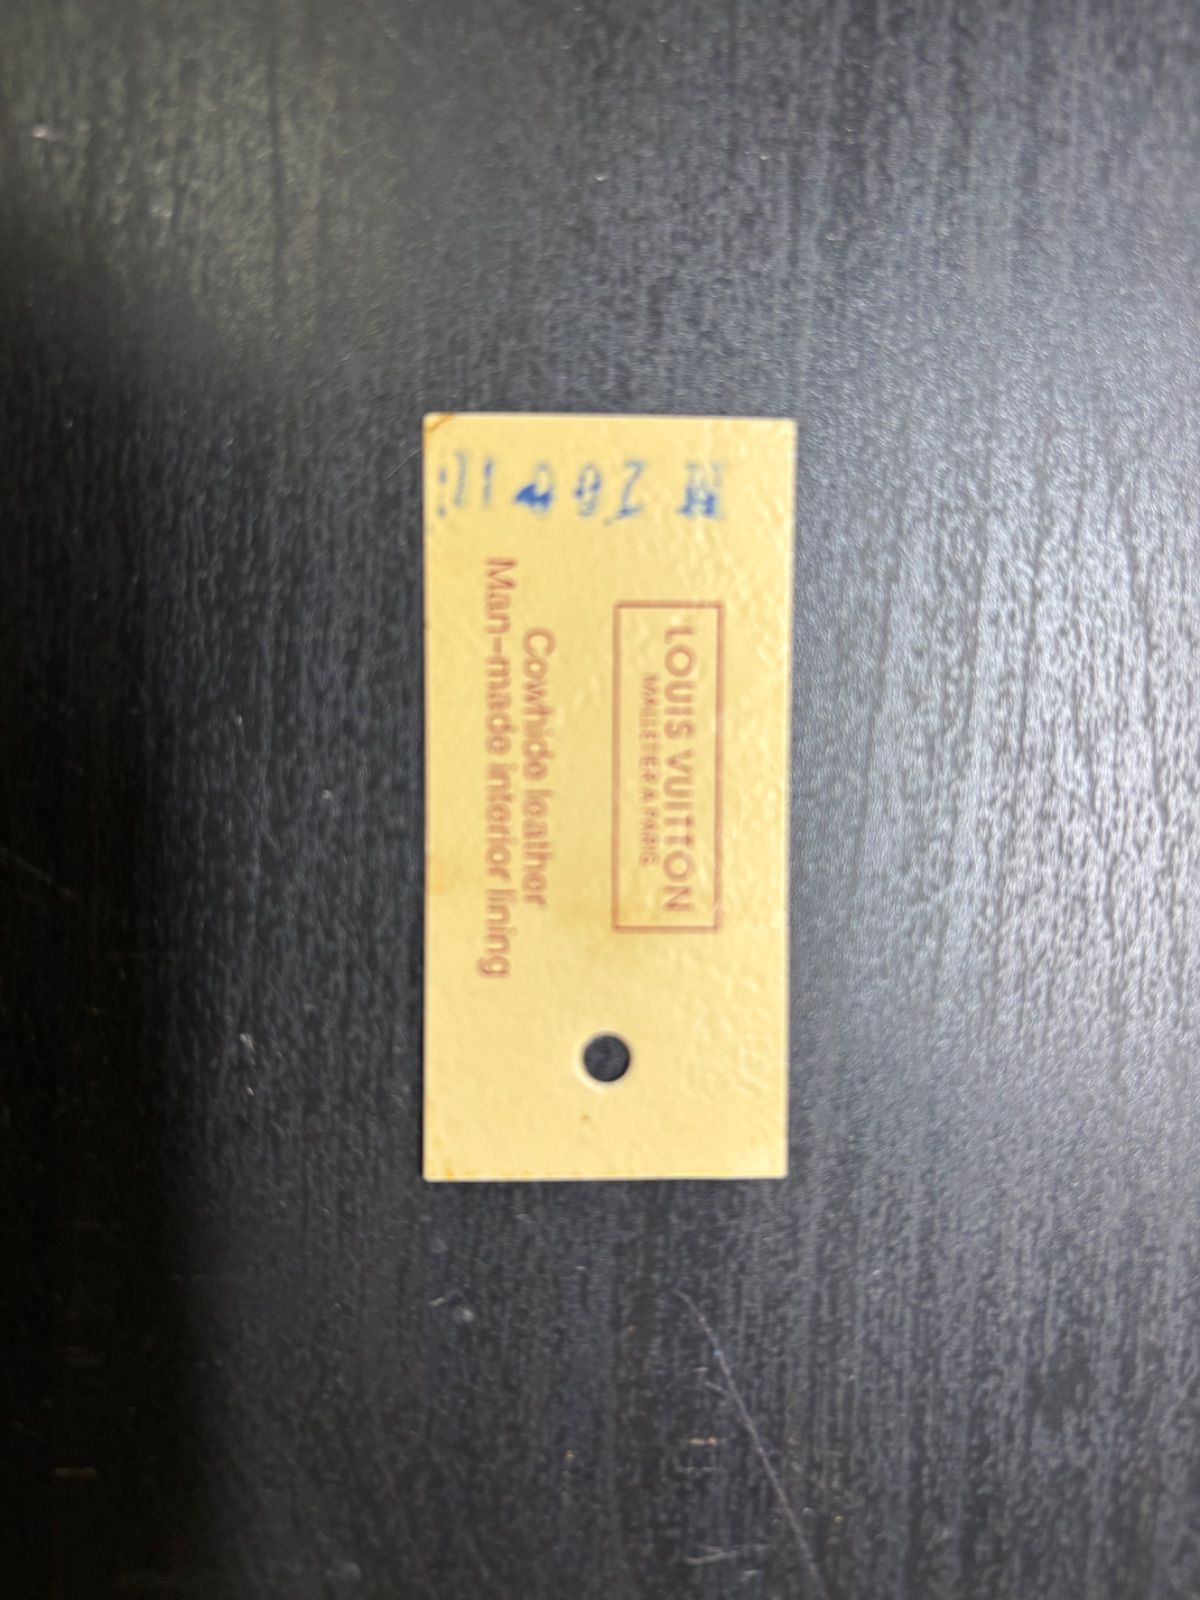 LOUIS VUITTON
MALLETIER A PARIS
Cowhide leather
Man-made interior lining